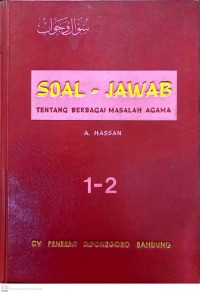 سؤال وجواب
SOAL - JAWAB
TENTANG BERBAGAI MASALAH AGAMA
A. HASSAN
1-2
CV PENERBIT DIPONEGORO BANDUNG